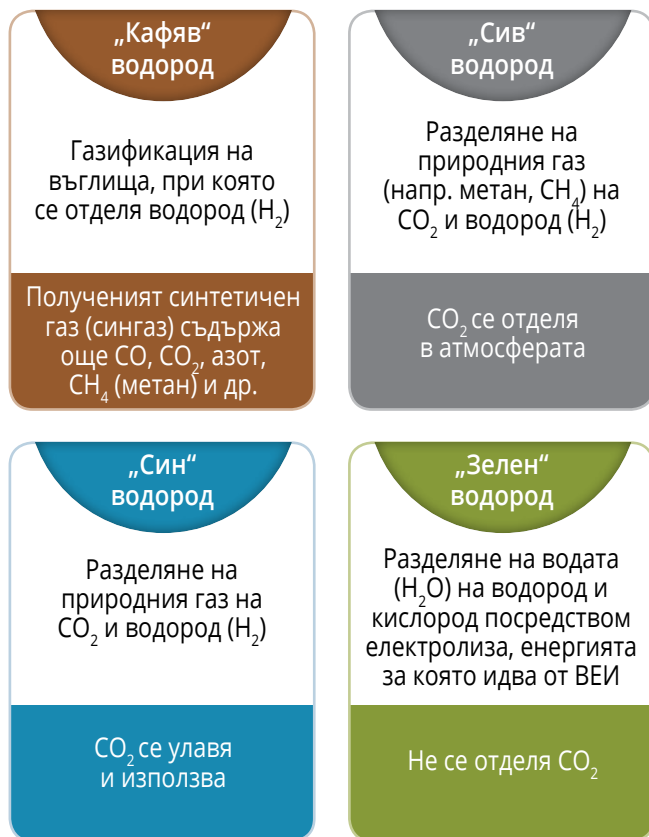 „Кафяв“
водород
Газификация на
въглища, при която
се отделя водород (H₂)
Полученият синтетичен
газ (сингаз) съдържа
още CO, CO₂, азот,
CH₄ (метан) и др.
„Сив“
водород
Разделяне на
природния газ
(напр. метан, CH₄) на
CO₂ и водород (H₂)
CO₂ се отделя
в атмосферата
„Син“
водород
Разделяне на
природния газ на
CO₂ и водород (H₂)
CO₂ се улавя
и използва
„Зелен“
водород
Разделяне на водата
(H₂O) на водород и
кислород посредством
електролиза, енергията
за която идва от ВЕИ
Не се отделя CO₂